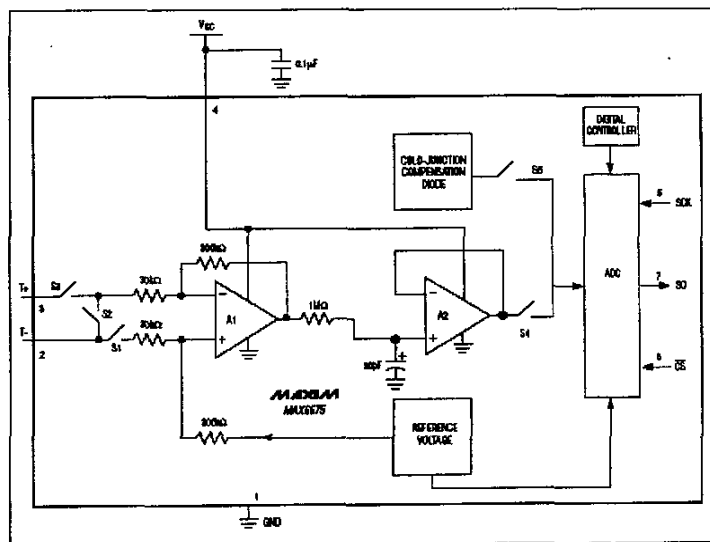 Vcc
0.1µF
4
DIGITAL
CONTROLLER
COLD-JUNCTION
COMPENSATION
DIODE
S5
5
SCK
300kΩ
ADC
T+
S3
30kΩ
1MΩ
A1
A2
7
SO
3
S2
T-
S1
30kΩ
S4
2
6
CS
MAXIM
MAX6675
300kΩ
REFERENCE
VOLTAGE
1
GND